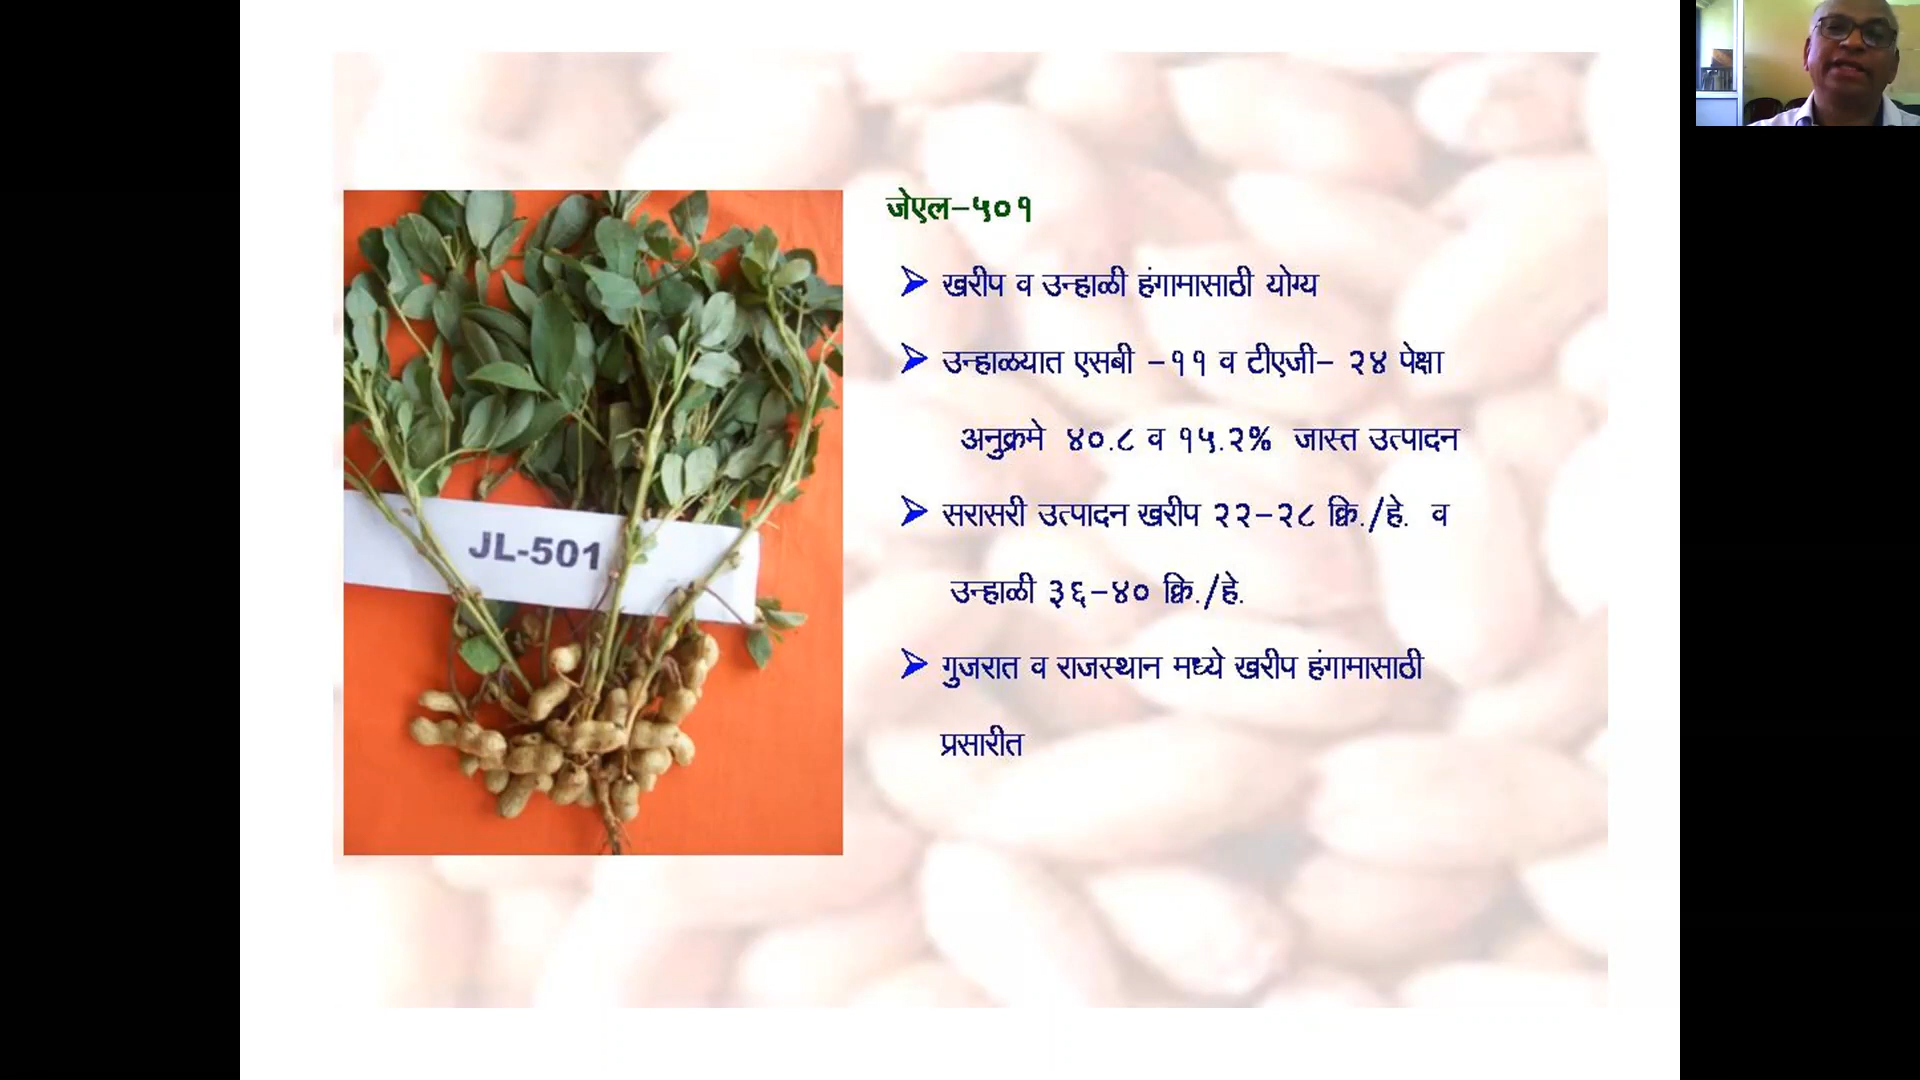 जेएल-५०१
खरीप व उन्हाळी हंगामासाठी योग्य
उन्हाळयात एसबी -११ व टीएजी- २४ पेक्षा
अनुक्रमे ४०.८ व १५.२% जास्त उत्पादन
सरासरी उत्पादन खरीप २२-२८ क्वि./हे. व
उन्हाळी ३६-४० क्वि./हे.
गुजरात व राजस्थान मध्ये खरीप हंगामासाठी
प्रसारीत
JL-501